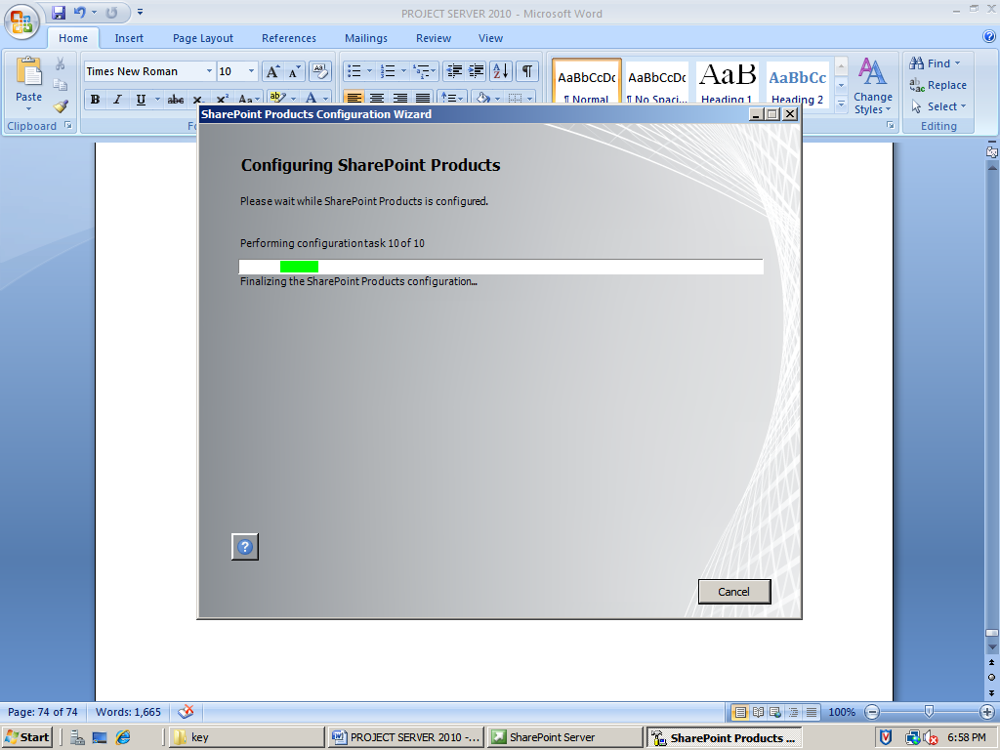 PROJECT SERVER 2010 - Microsoft Word
Home Insert Page Layout References Mailings Review View
Times New Roman 10
Paste
B I U abc x₂ x² Aa A
AaBbCcDc AaBbCcDc AaB AaBbCc
¶ Normal ¶ No Spaci... Heading 1 Heading 2
Change Styles
Find
Replace
Select
Clipboard
Editing
SharePoint Products Configuration Wizard
Configuring SharePoint Products
Please wait while SharePoint Products is configured.
Performing configuration task 10 of 10
Finalizing the SharePoint Products configuration...
?
Cancel
Page: 74 of 74 Words: 1,665 100%
Start key PROJECT SERVER 2010 -... SharePoint Server SharePoint Products ... 6:58 PM